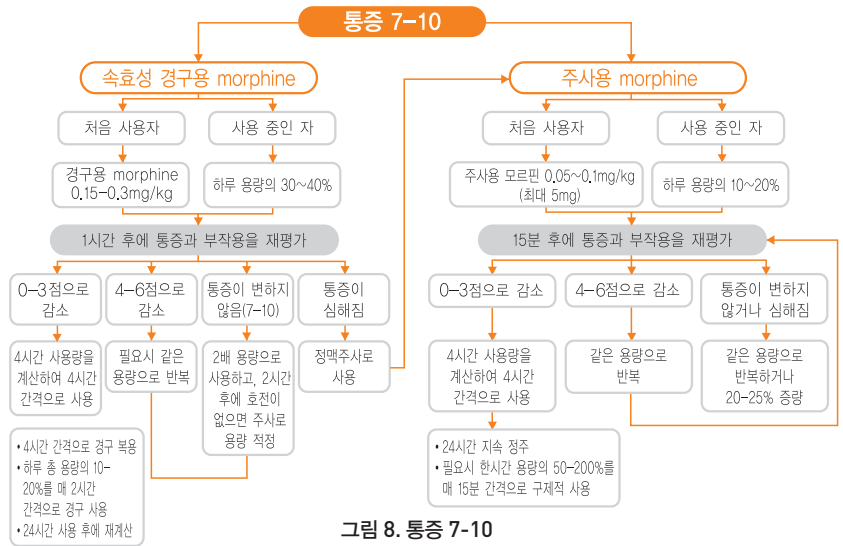 통증 7-10
속효성 경구용 morphine
처음 사용자
사용 중인 자
경구용 morphine
0.15-0.3mg/kg
하루 용량의 30~40%
1시간 후에 통증과 부작용을 재평가
0-3점으로
감소
4-6점으로
감소
통증이 변하지
않음(7-10)
통증이
심해짐
4시간 사용량을
계산하여 4시간
간격으로 사용
필요시 같은
용량으로 반복
2배 용량으로
사용하고, 2시간
후에 호전이
없으면 주사로
용량 적정
정맥주사로
사용
• 4시간 간격으로 경구 복용
• 하루 총 용량의 10-
20%를 매 2시간
간격으로 경구 사용
• 24시간 사용 후에 재계산
주사용 morphine
처음 사용자
사용 중인 자
주사용 모르핀 0.05~0.1mg/kg
(최대 5mg)
하루 용량의 10~20%
15분 후에 통증과 부작용을 재평가
0-3점으로 감소
4-6점으로 감소
통증이 변하지
않거나 심해짐
4시간 사용량을
계산하여 4시간
간격으로 사용
같은 용량으로
반복
같은 용량으로
반복하거나
20-25% 증량
• 24시간 지속 정주
• 필요시 한시간 용량의 50-200%를
매 15분 간격으로 구제적 사용
그림 8. 통증 7-10